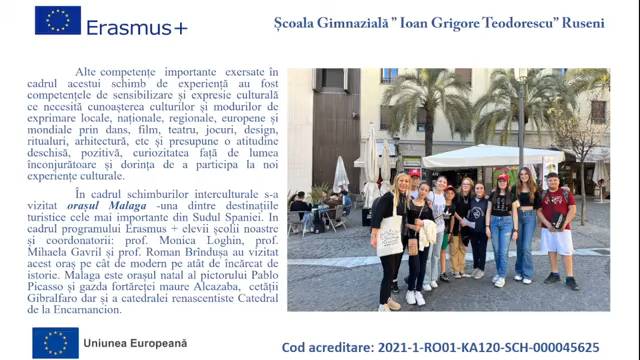 Erasmus+
Școala Gimnazială ” Ioan Grigore Teodorescu” Ruseni
Alte competențe importante exersate în
cadrul acestui schimb de experiență au fost
competențele de sensibilizare și expresie culturală
ce necesită cunoașterea culturilor și modurilor de
exprimare locale, naționale, regionale, europene și
mondiale prin dans, film, teatru, jocuri, design,
ritualuri, arhitectură, etc și presupune o atitudine
deschisă, pozitivă, curiozitatea față de lumea
înconjurătoare și dorința de a participa la noi
experiențe culturale.
În cadrul schimburilor interculturale s-a
vizitat orașul Malaga -una dintre destinațiile
turistice cele mai importante din Sudul Spaniei. In
cadrul programului Erasmus + elevii școlii noastre
și coordonatorii: prof. Monica Loghin, prof.
Mihaela Gavril și prof. Roman Brîndușa au vizitat
acest oraș pe cât de modern pe atât de încărcat de
istorie. Malaga este orașul natal al pictorului Pablo
Picasso și gazda fortăreței maure Alcazaba, cetății
Gibralfaro dar și a catedralei renascentiste Catedral
de la Encarnancion.
Uniunea Europeană
Cod acreditare: 2021-1-RO01-KA120-SCH-000045625